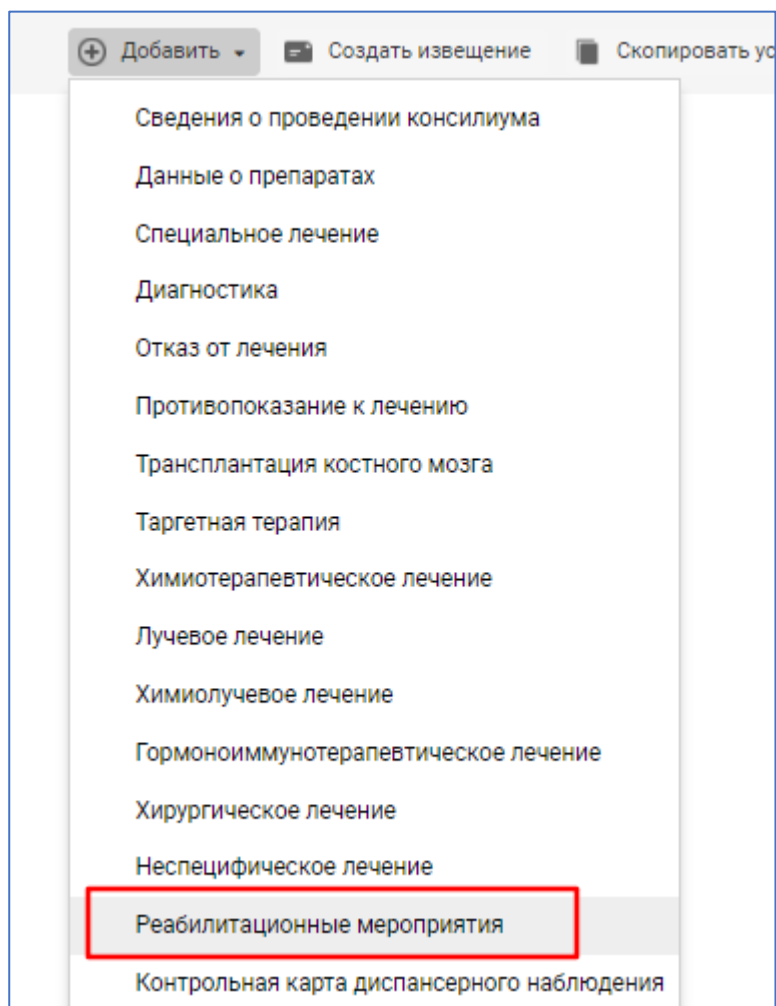 Добавить Создать извещение Скопировать ус
Сведения о проведении консилиума
Данные о препаратах
Специальное лечение
Диагностика
Отказ от лечения
Противопоказание к лечению
Трансплантация костного мозга
Таргетная терапия
Химиотерапевтическое лечение
Лучевое лечение
Химиолучевое лечение
Гормоноиммунотерапевтическое лечение
Хирургическое лечение
Неспецифическое лечение
Реабилитационные мероприятия
Контрольная карта диспансерного наблюдения